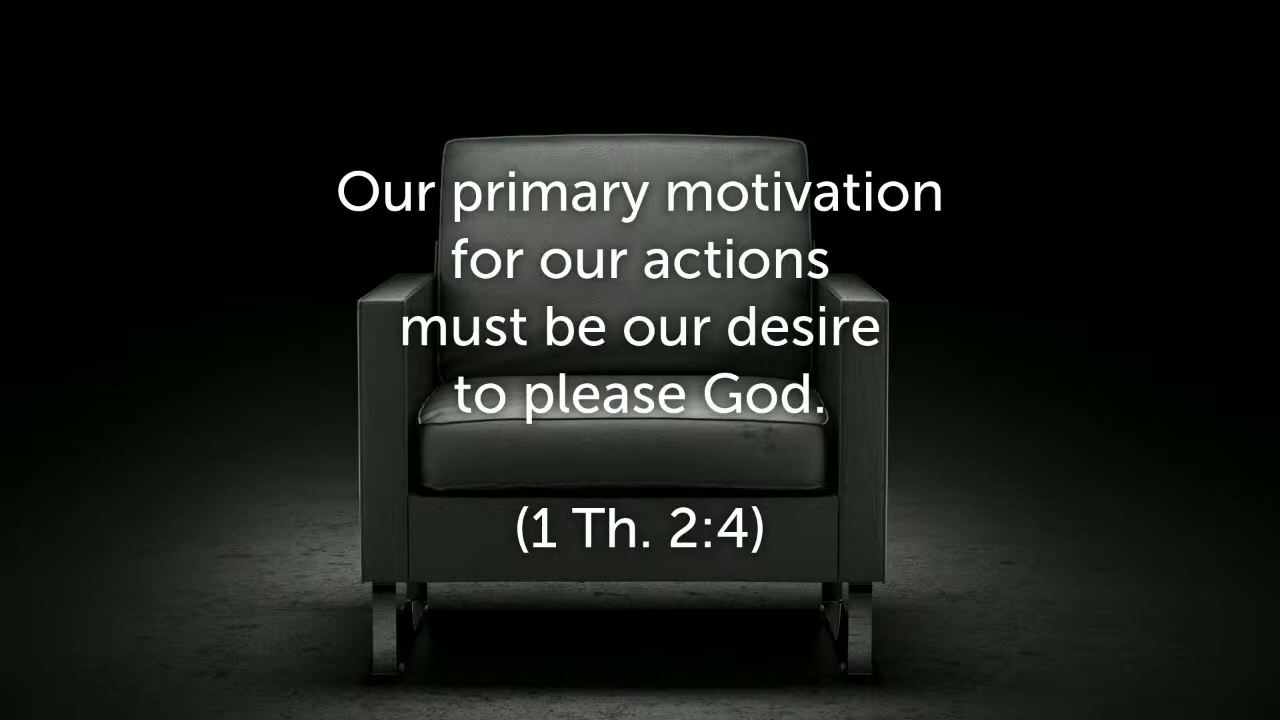 Our primary motivation
for our actions
must be our desire
to please God.
(1 Th. 2:4)